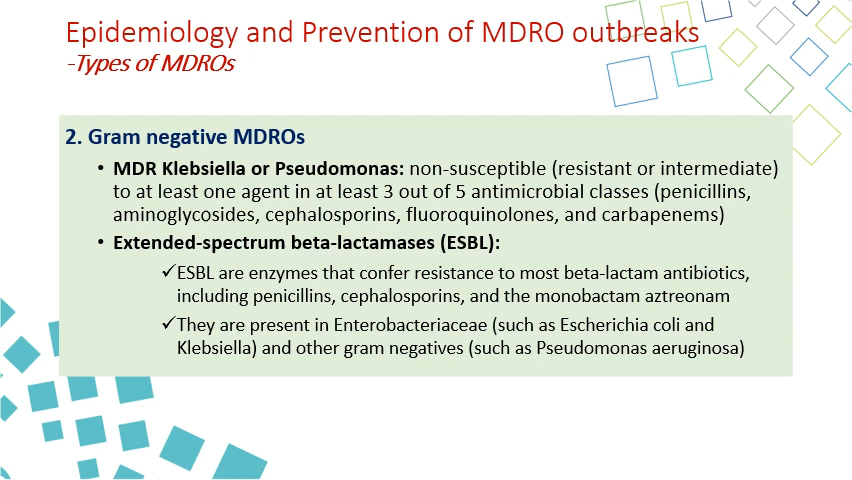 Epidemiology and Prevention of MDRO outbreaks
-Types of MDROs
2. Gram negative MDROs
• MDR Klebsiella or Pseudomonas: non-susceptible (resistant or intermediate)
to at least one agent in at least 3 out of 5 antimicrobial classes (penicillins,
aminoglycosides, cephalosporins, fluoroquinolones, and carbapenems)
• Extended-spectrum beta-lactamases (ESBL):
✓ESBL are enzymes that confer resistance to most beta-lactam antibiotics,
including penicillins, cephalosporins, and the monobactam aztreonam
✓They are present in Enterobacteriaceae (such as Escherichia coli and
Klebsiella) and other gram negatives (such as Pseudomonas aeruginosa)